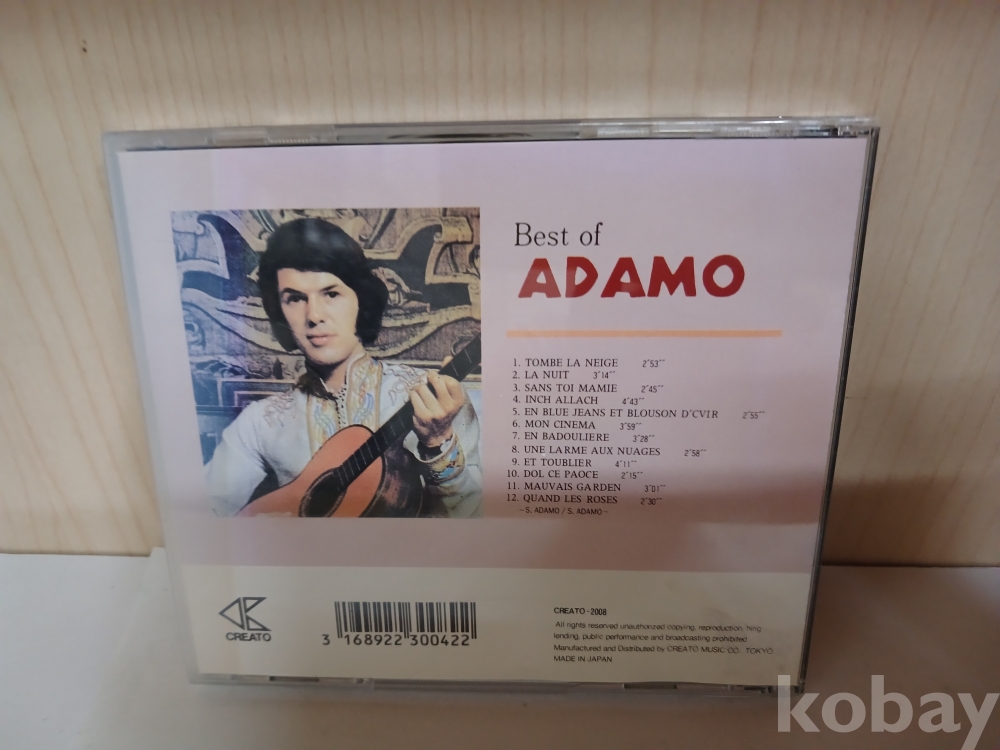 Best of
ADAMO
1. TOMBE LA NEIGE 2"53""
2. LA NUIT 3"14""
3. SANS TOI MAMIE 2"45""
4. INCH ALLACH 4"43""
5. EN BLUE JEANS ET BLOUSON D'CVIR 2"55""
6. MON CINEMA 3"59""
7. EN BADOULIERE 3"28""
8. UNE LARME AUX NUAGES 2"58""
9. ET TOUBLIER 4"11""
10. DOL CE PAOCE 2"15""
11. MAUVAIS GARDEN 3"01""
12. QUAND LES ROSES 2"30""
-S. ADAMO / S. ADAMO-
CREATO
3 168922 300422
CREATO-2008
All rights reserved unauthorized copying, reproduction, hiring
lending, public performance and broadcasting prohibited
Manufactured and Distributed by CREATO MUSIC CO., TOKYO
MADE IN JAPAN
kobay